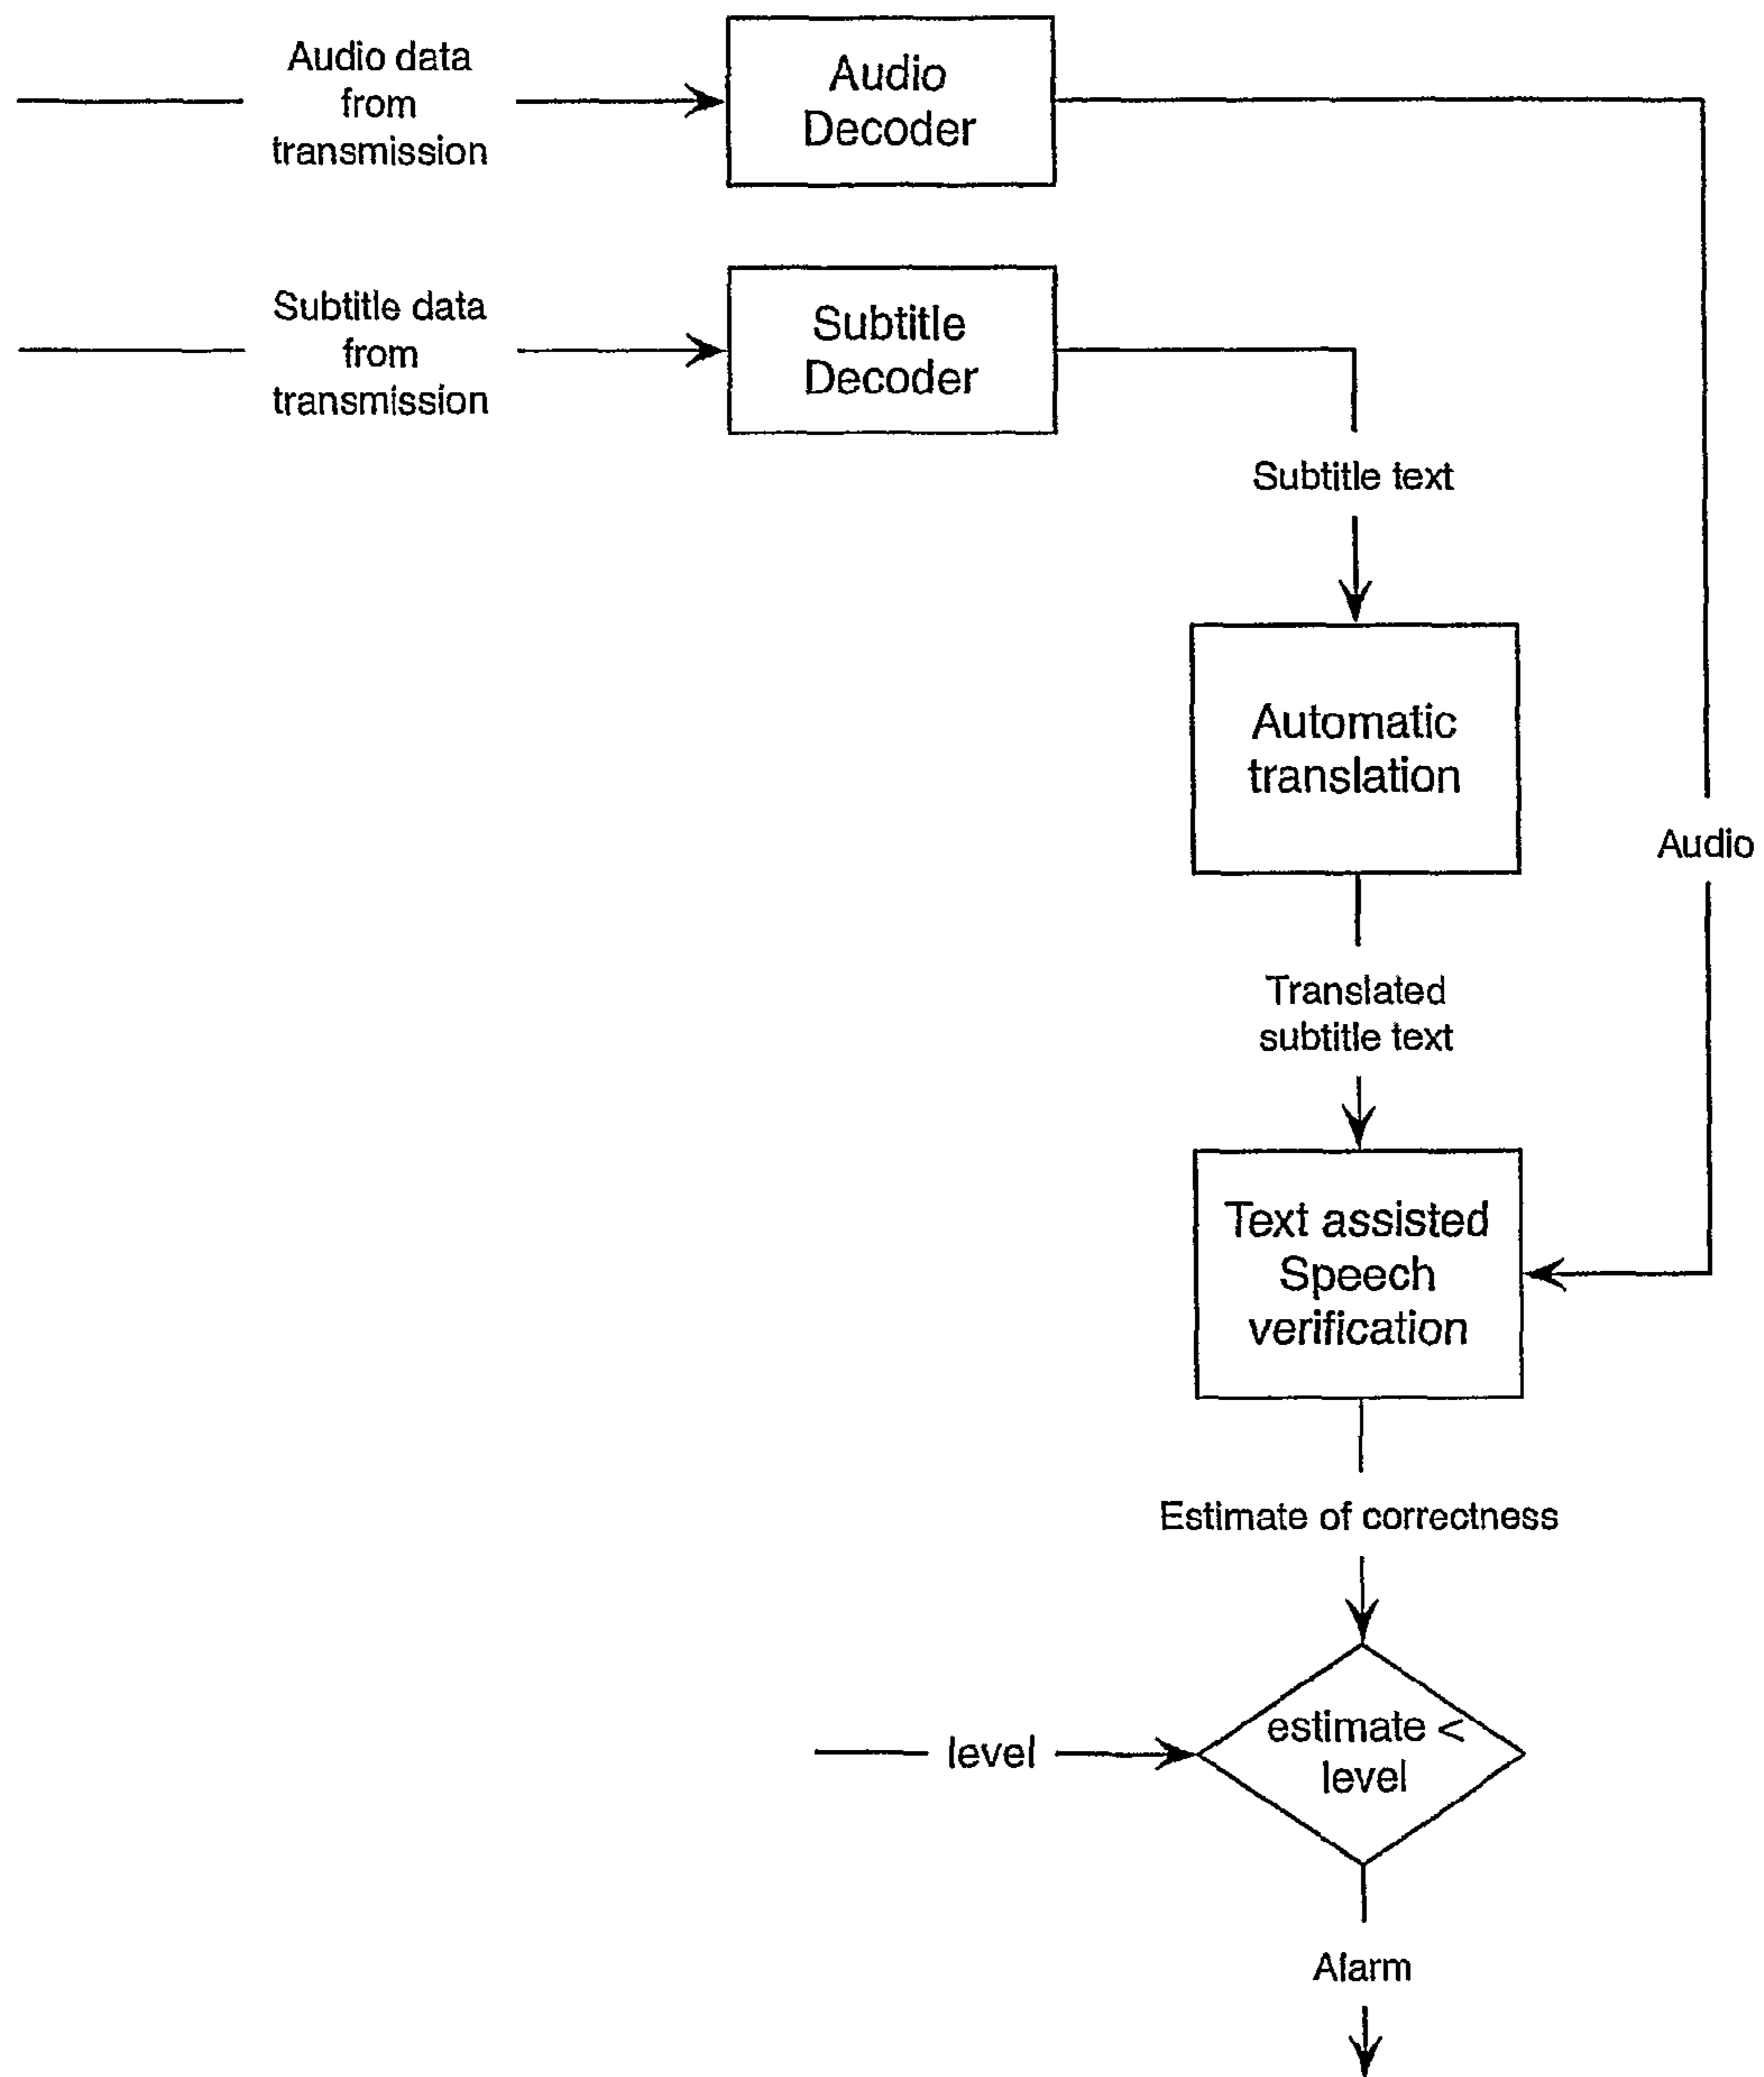 Audio data
from
transmission
Audio
Decoder
Subtitle data
from
transmission
Subtitle
Decoder
Subtitle text
Automatic
translation
Audio
Translated
subtitle text
Text assisted
Speech
verification
Estimate of correctness
level
estimate <
level
Alarm